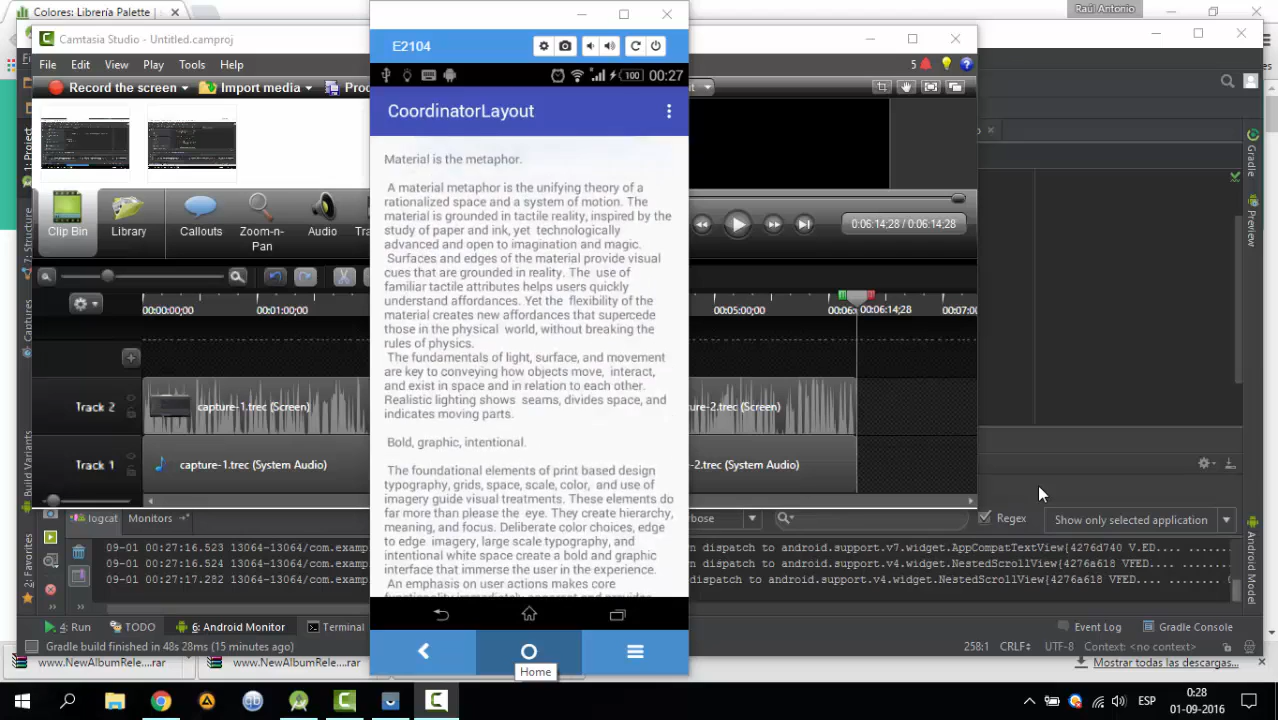 Colores: Librería Palette |
Raúl Antonio
Camtasia Studio - Untitled.camproj
E2104
File Edit View Play Tools Help
5
100 00:27
Record the screen
Import media
CoordinatorLayout
Material is the metaphor.
A material metaphor is the unifying theory of a
rationalized space and a system of motion. The
material is grounded in tactile reality, inspired by the
study of paper and ink, yet technologically
advanced and open to imagination and magic.
Surfaces and edges of the material provide visual
cues that are grounded in reality. The use of
familiar tactile attributes helps users quickly
understand affordances. Yet the flexibility of the
material creates new affordances that supercede
those in the physical world, without breaking the
rules of physics.
The fundamentals of light, surface, and movement
are key to conveying how objects move, interact,
and exist in space and in relation to each other.
Realistic lighting shows seams, divides space, and
indicates moving parts.
Bold, graphic, intentional.
The foundational elements of print based design
typography, grids, space, scale, color, and use of
imagery guide visual treatments. These elements do
far more than please the eye. They create hierarchy,
meaning, and focus. Deliberate color choices, edge
to edge imagery, large scale typography, and
intentional white space create a bold and graphic
interface that immerse the user in the experience.
An emphasis on user actions makes core
Clip Bin Library Callouts Zoom-n-Pan Audio
0:06:14;28 / 0:06:14;28
00:00:00;00 00:01:00;00 00:05:00;00 00:06:14;28 00:07:0
Track 2 capture-1.trec (Screen)
Track 1 capture-1.trec (System Audio)
1: Project
7: Structure
Captures
Build Variants
2: Favorites
Gradle
Preview
Android Model
logcat Monitors
Regex
Show only selected application
09-01 00:27:16.523 13064-13064/com.examp
n dispatch to android.support.v7.widget.AppCompatTextView{4276d740 V.ED....
09-01 00:27:16.524 13064-13064/com.examp
n dispatch to android.support.v4.widget.NestedScrollView{4276a618 VFED....
09-01 00:27:17.282 13064-13064/com.examp
n dispatch to android.support.v4.widget.NestedScrollView{4276a618 VFED....
4: Run TODO 6: Android Monitor Terminal
Event Log Gradle Console
Gradle build finished in 48s 28ms (15 minutes ago)
258:1 CRLF UTF-8 Context: <no context>
www.NewAlbumRele....rar
www.NewAlbumRele....rar
Home
Mostrar todas las descargas...
ESP
0:28
01-09-2016